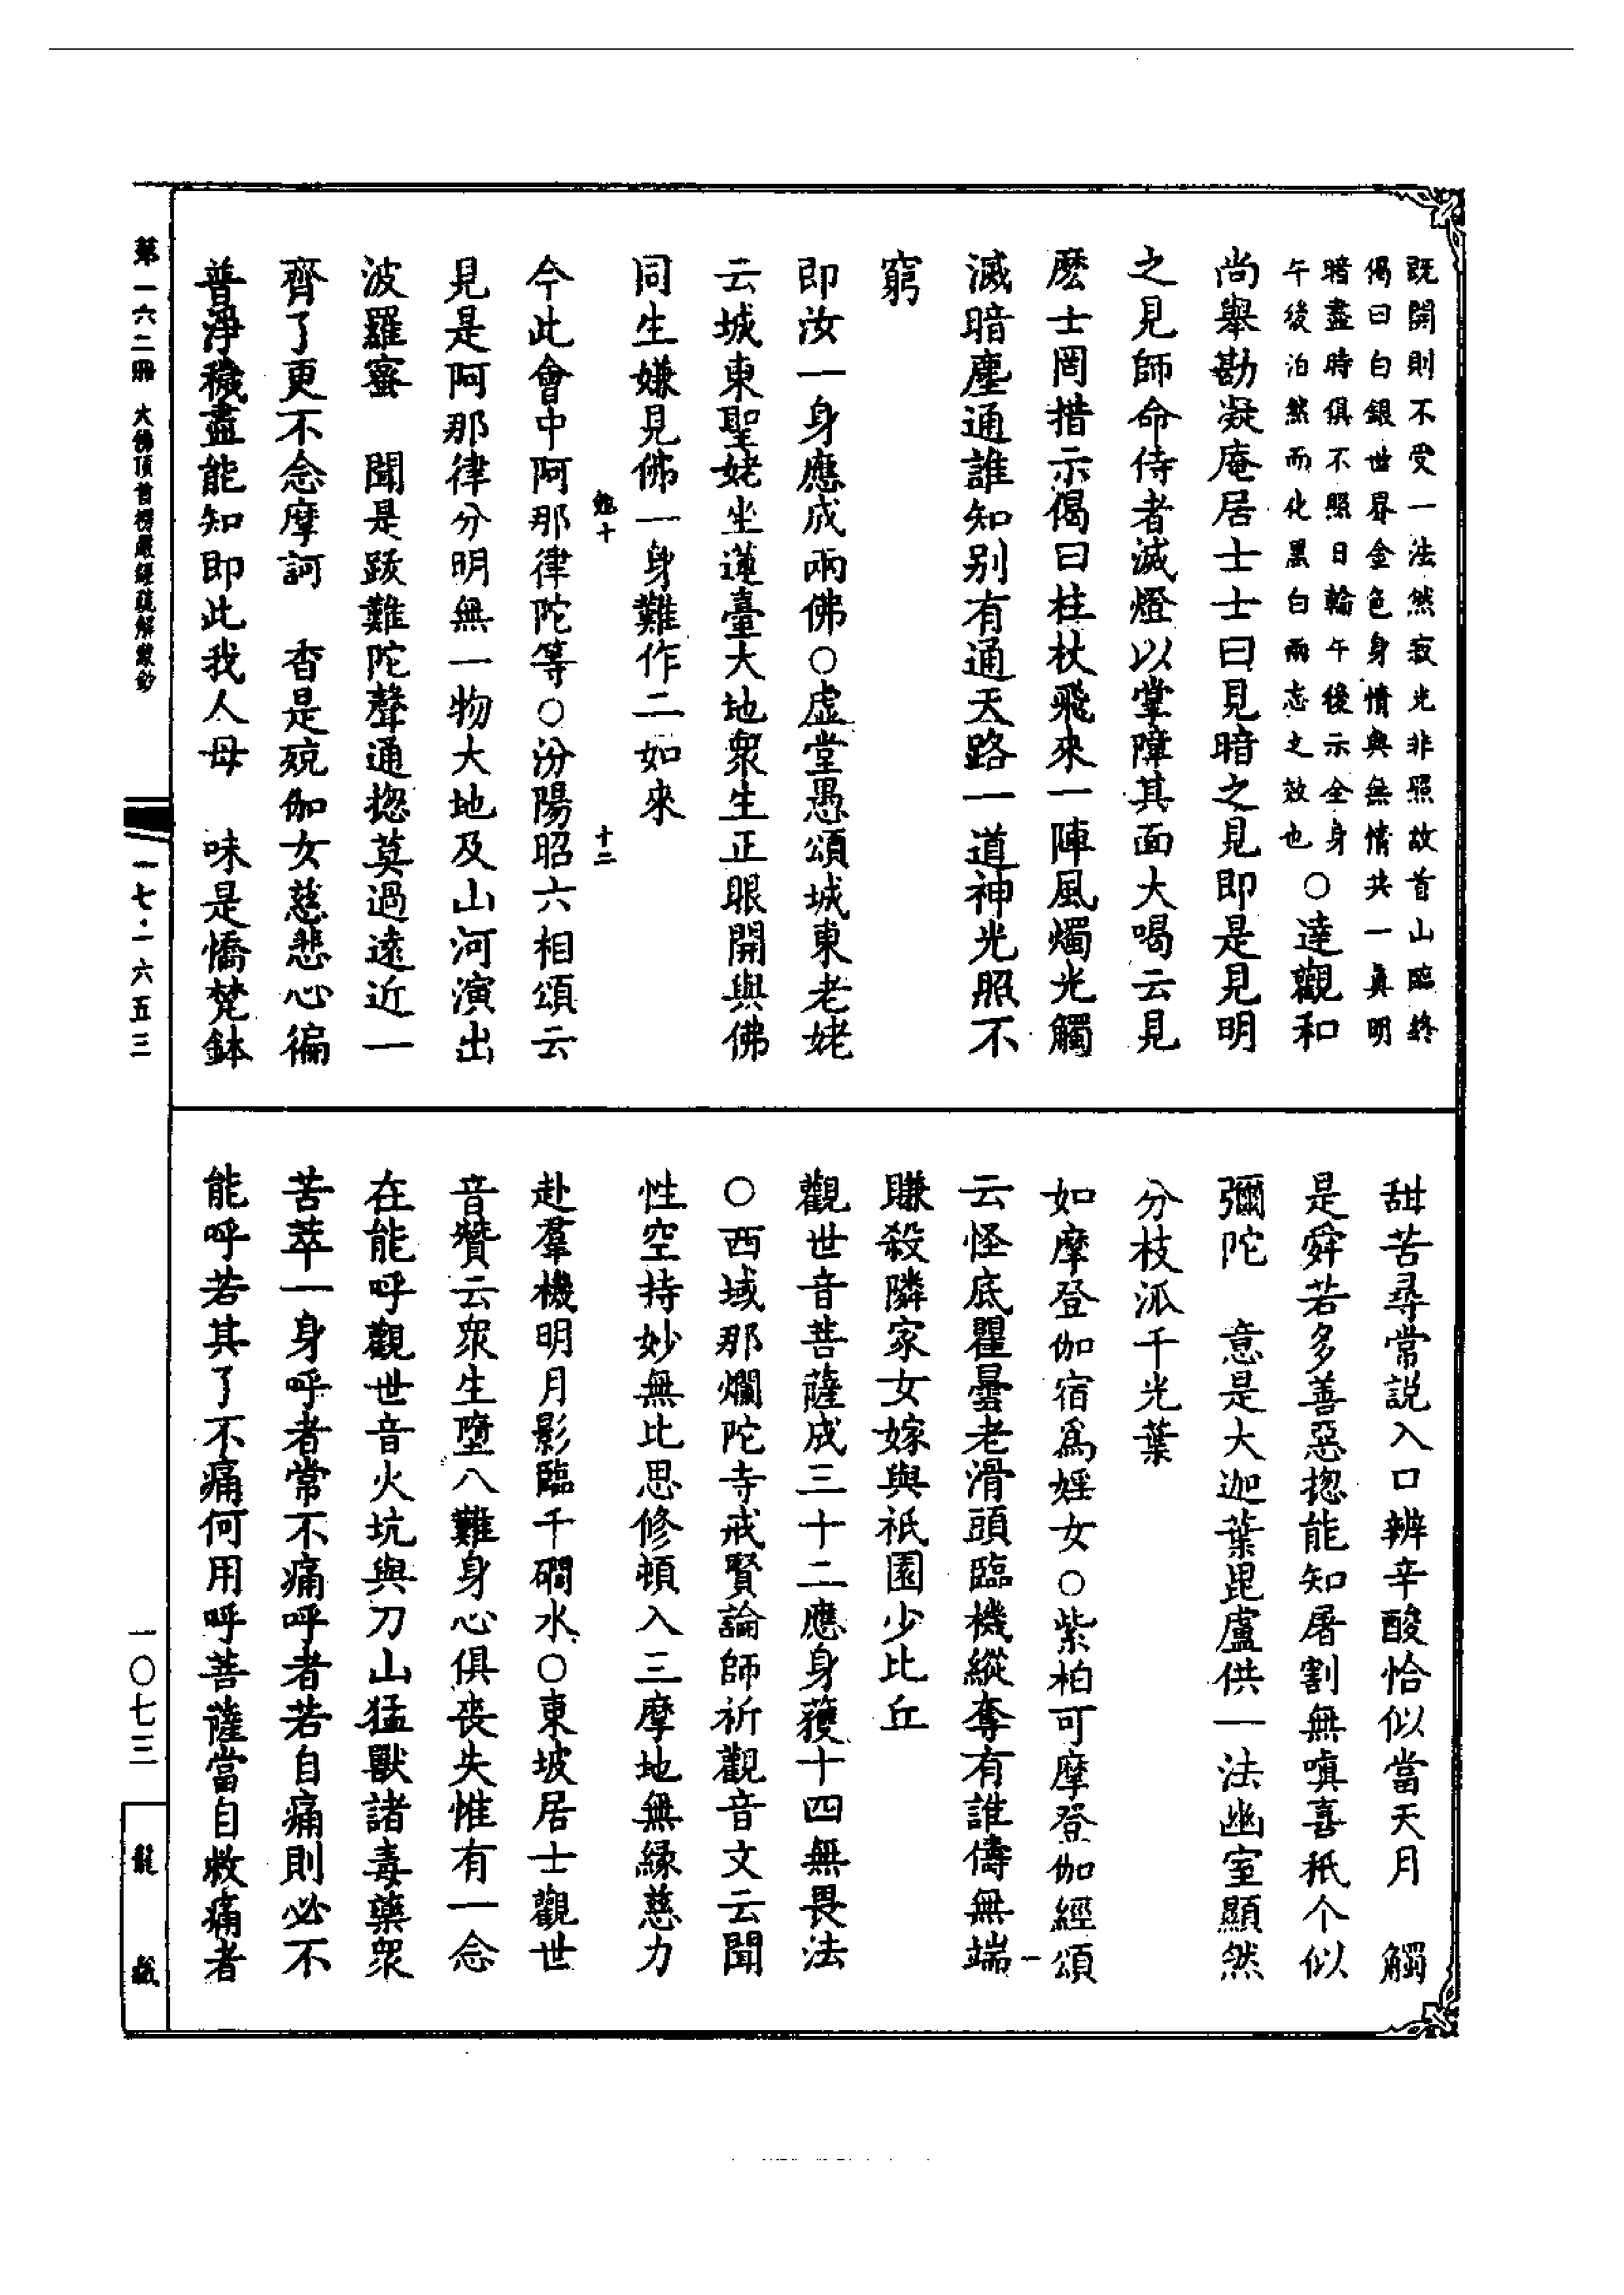 既開則不受一法然寂光非照故首山臨終
偈曰白銀世界金色身情與無情共一眞明
暗盡時俱不照日輪午後示全身
午後泊然而化黑白兩忘之效也
○達觀和
尚舉勘凝庵居士士曰見暗之見即是見明
之見師命侍者滅燈以掌障其面大喝云見
麽士罔措示偈曰柱杖飛來一陣風燭光觸
滅暗塵通誰知别有通天路一道神光照不
窮
即汝一身應成兩佛○虚堂愚頌城東老姥
云城東聖姥坐蓮臺大地衆生正眼開與佛
同生嫌見佛一身難作二如來
十
十二
今此會中阿那律陀等○汾陽昭六相頌云
見是阿那律分明無一物大地及山河演出
波羅蜜　聞是跋難陀聲通揔莫過遠近一
齊了更不念摩訶　香是殑伽女慈悲心徧
普淨穢盡能知即此我人母　味是憍梵鉢
甜苦尋常説入口辨辛酸恰似當天月　觸
是舜若多善惡揔能知屠割無嗔喜秖个似
彌陀　意是大迦葉毘盧供一法幽室顯然
分枝派千光葉
如摩登伽宿爲婬女○紫柏可摩登伽經頌
云怪底瞿曇老滑頭臨機縱奪有誰儔無端
賺殺隣家女嫁與祇園少比丘
觀世音菩薩成三十二應身蘿十四無畏法
○西域那爛陀寺戒賢論師祈觀音文云聞
性空持妙無比思修頓入三摩地無緣慈力
赴羣機明月影臨千磵水○東坡居士觀世
音贊云衆生墮八難身心俱喪失惟有一念
在能呼觀世音火坑與刀山猛獸諸毒藥衆
苦萃一身呼者常不痛呼者若自痛則必不
能呼若其了不痛何用呼菩薩當自救痛者
第一六二冊　大佛頂首楞嚴經疏解蒙鈔
一七·一六五三
一〇七三
龍藏